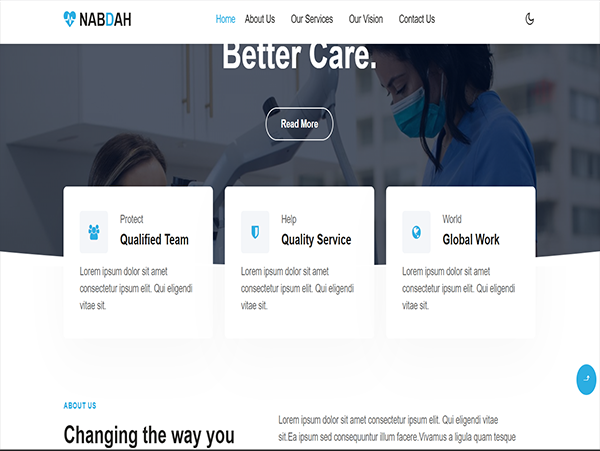 NABDAH
Home About Us Our Services Our Vision Contact Us
Better Care.
Read More
Protect
Qualified Team
Lorem ipsum dolor sit amet
consectetur ipsum elit. Qui eligendi
vitae sit.
Help
Quality Service
Lorem ipsum dolor sit amet
consectetur ipsum elit. Qui eligendi
vitae sit.
World
Global Work
Lorem ipsum dolor sit amet
consectetur ipsum elit. Qui eligendi
vitae sit.
ABOUT US
Changing the way you
Lorem ipsum dolor sit amet consectetur ipsum elit. Qui eligendi vitae
sit.Ea ipsum sed consequuntur illum facere.Vivamus a ligula quam tesque